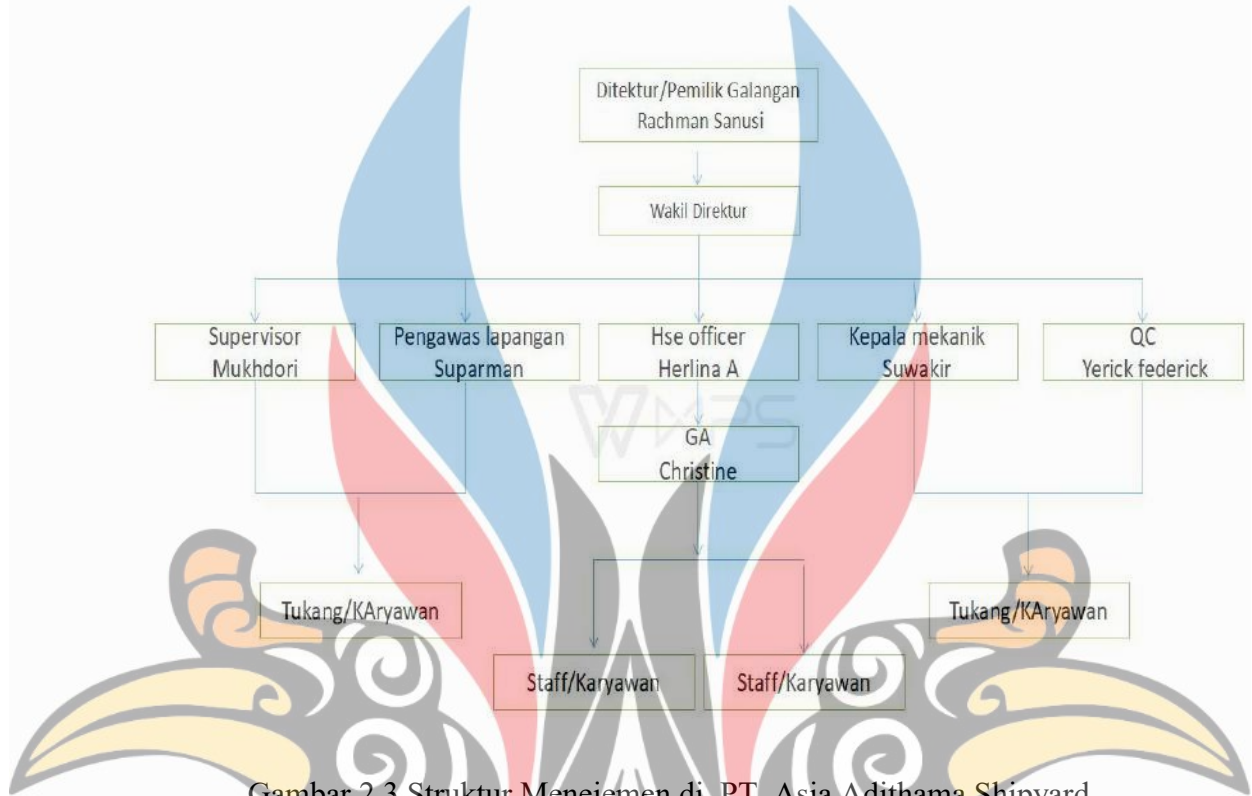 Ditektur/Pemilik Galangan
Rachman Sanusi
Wakil Direktur
Supervisor
Mukhdori
Pengawas lapangan
Suparman
Hse officer
Herlina A
Kepala mekanik
Suwakir
QC
Yerick federick
WPS
GA
Christine
Tukang/KAryawan
Tukang/KAryawan
Staff/Karyawan
Staff/Karyawan
Gambar 2.3 Struktur Menejemen di PT. Asia Adithama Shipyard